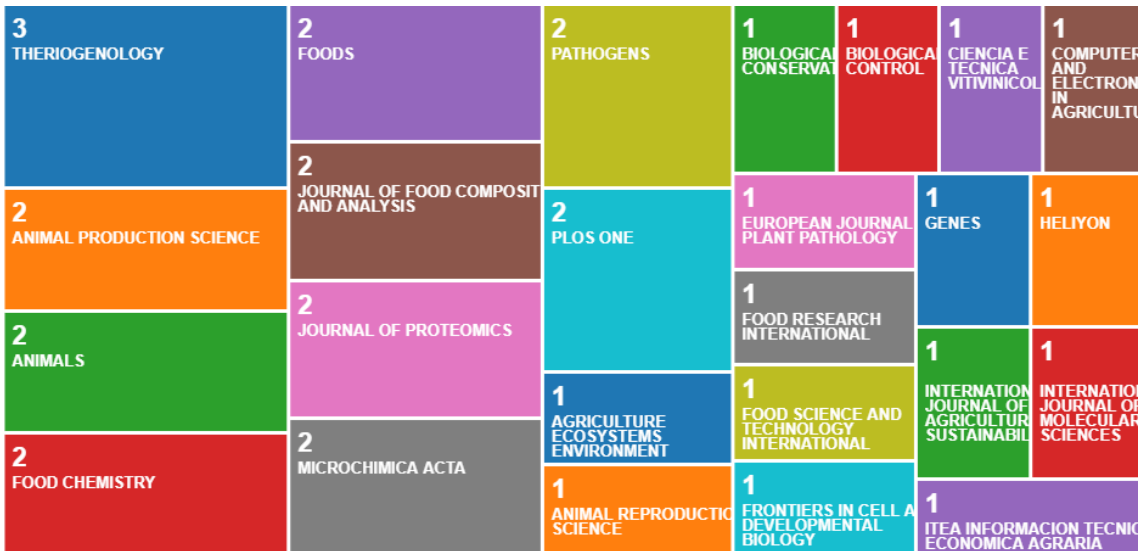 3
THERIOGENOLOGY
2
ANIMAL PRODUCTION SCIENCE
2
ANIMALS
2
FOOD CHEMISTRY
2
FOODS
2
JOURNAL OF FOOD COMPOSIT
AND ANALYSIS
2
JOURNAL OF PROTEOMICS
2
MICROCHIMICA ACTA
2
PATHOGENS
2
PLOS ONE
1
AGRICULTURE
ECOSYSTEMS
ENVIRONMENT
1
ANIMAL REPRODUCTIO
SCIENCE
1
BIOLOGICAL
CONSERVAT
1
BIOLOGICAL
CONTROL
1
CIENCIA E
TECNICA
VITIVINICOL
1
COMPUTER
AND
ELECTRON
IN
AGRICULTU
1
EUROPEAN JOURNAL
PLANT PATHOLOGY
1
FOOD RESEARCH
INTERNATIONAL
1
FOOD SCIENCE AND
TECHNOLOGY
INTERNATIONAL
1
FRONTIERS IN CELL A
DEVELOPMENTAL
BIOLOGY
1
GENES
1
HELIYON
1
INTERNATION
JOURNAL OF
AGRICULTUR
SUSTAINABIL
1
INTERNATIO
JOURNAL OF
MOLECULAR
SCIENCES
1
ITEA INFORMACION TECNIC
ECONOMICA AGRARIA